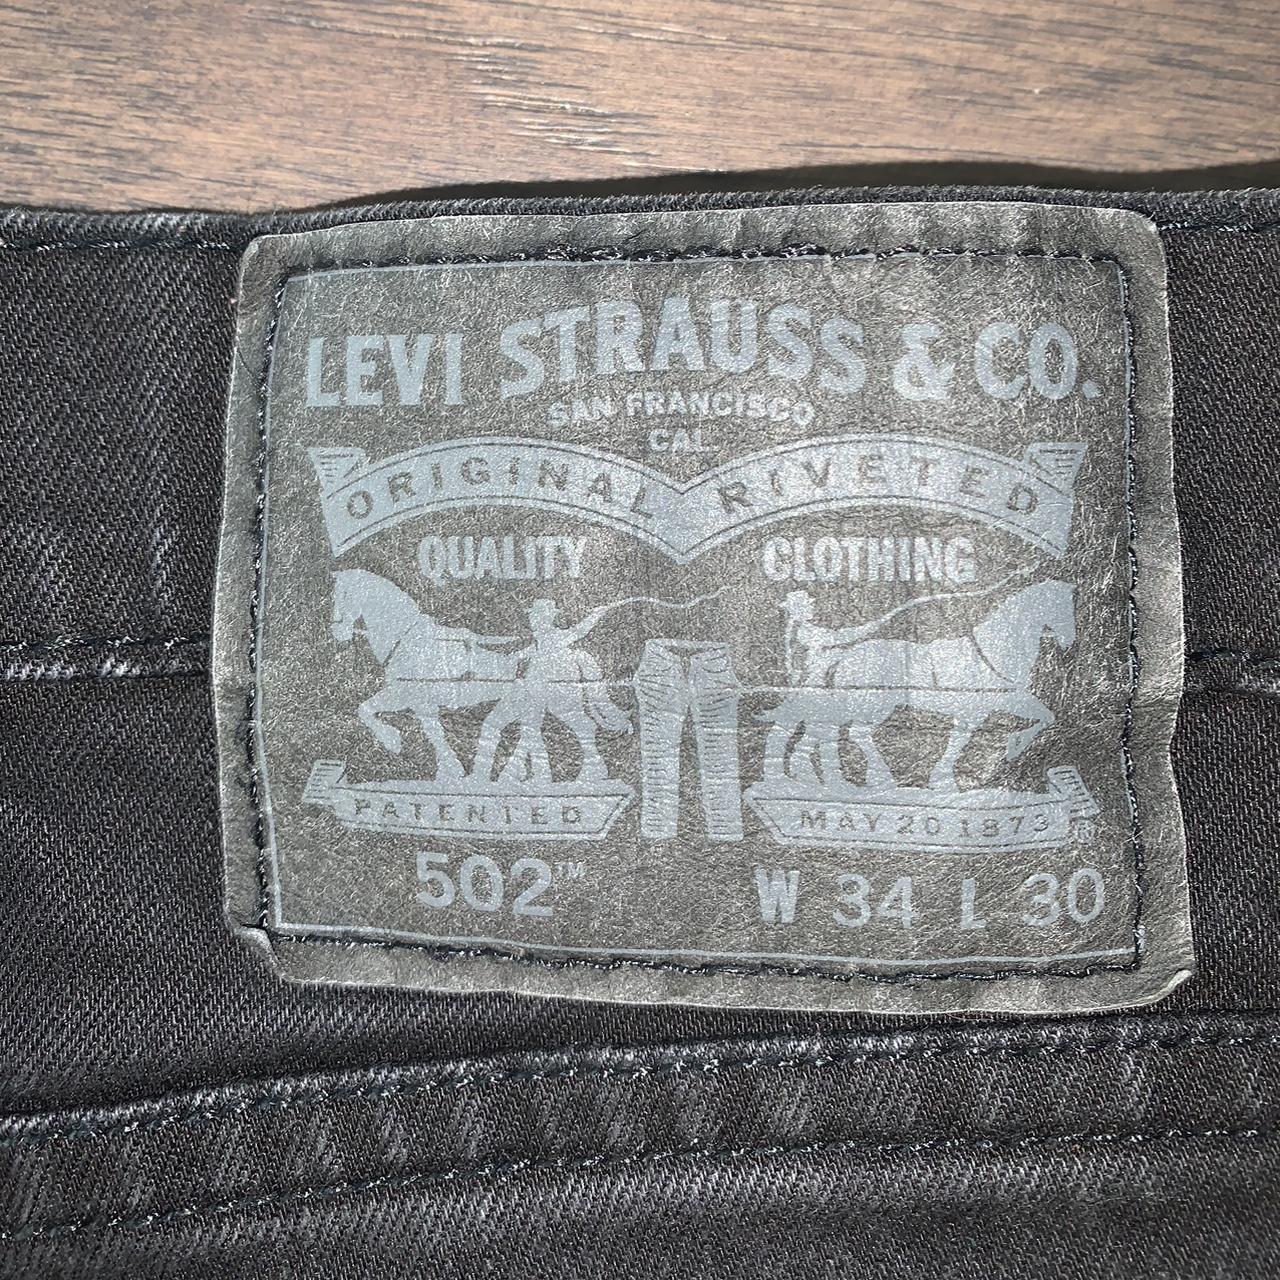 LEVI STRAUSS & CO.
SAN FRANCISCO
CAL.
ORIGINAL RIVETED
QUALITY CLOTHING
PATENTED MAY 20 1873 ®
502™ W 34 L 30